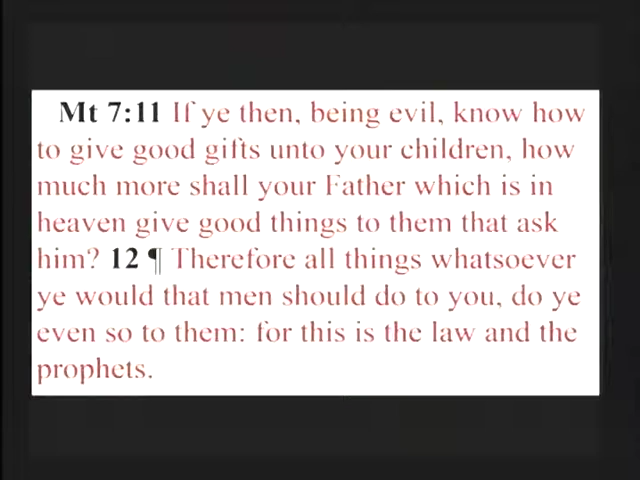 Mt 7:11 If ye then, being evil, know how
to give good gifts unto your children, how
much more shall your Father which is in
heaven give good things to them that ask
him? 12 ¶ Therefore all things whatsoever
ye would that men should do to you, do ye
even so to them: for this is the law and the
prophets.